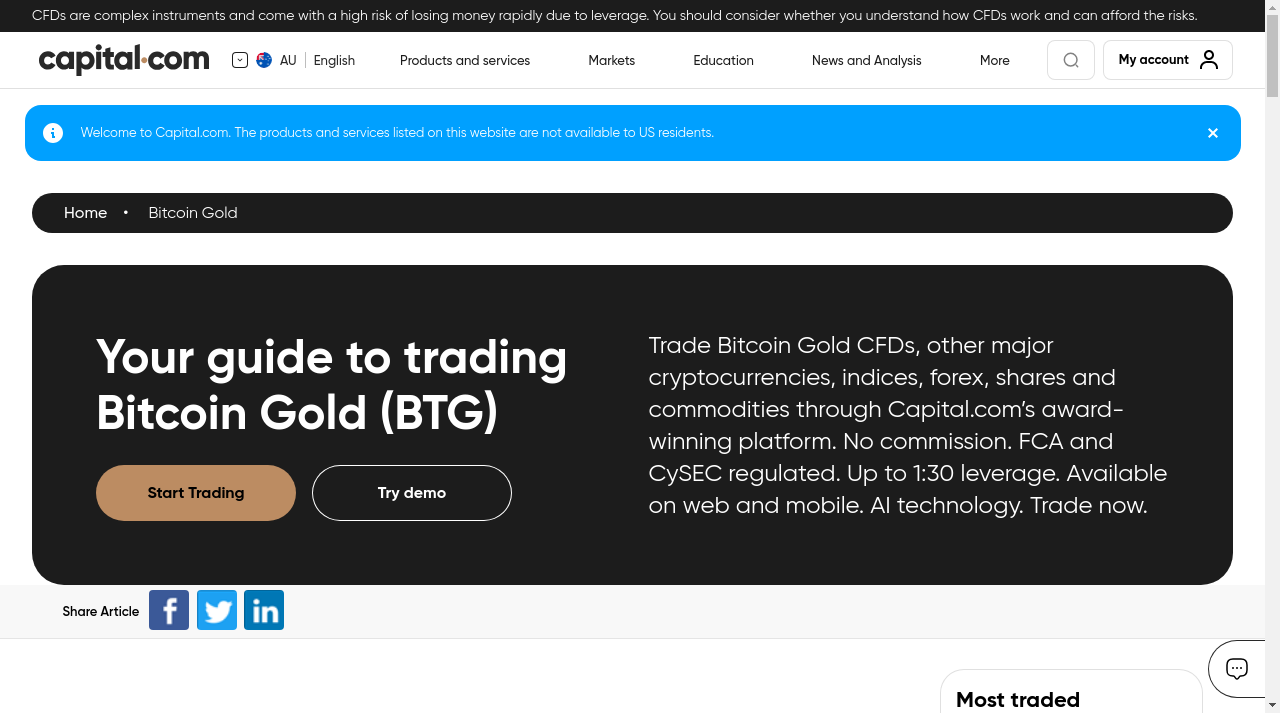 CFDs are complex instruments and come with a high risk of losing money rapidly due to leverage. You should consider whether you understand how CFDs work and can afford the risks.
capital.com
AU
English
Products and services
Markets
Education
News and Analysis
More
My account
Welcome to Capital.com. The products and services listed on this website are not available to US residents.
Home • Bitcoin Gold
Your guide to trading
Bitcoin Gold (BTG)
Start Trading
Try demo
Trade Bitcoin Gold CFDs, other major
cryptocurrencies, indices, forex, shares and
commodities through Capital.com’s award-
winning platform. No commission. FCA and
CySEC regulated. Up to 1:30 leverage. Available
on web and mobile. AI technology. Trade now.
Share Article
Most traded